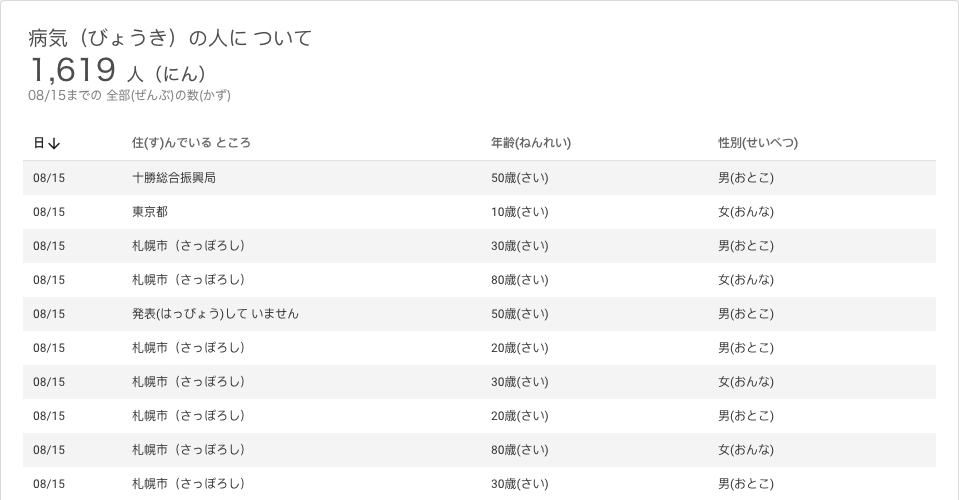 病気（びょうき）の人に ついて
1,619 人（にん）
08/15までの 全部(ぜんぶ)の数(かず)
日↓ 住(す)んでいる ところ 年齢(ねんれい) 性別(せいべつ)
08/15 十勝総合振興局 50歳(さい) 男(おとこ)
08/15 東京都 10歳(さい) 女(おんな)
08/15 札幌市（さっぽろし） 30歳(さい) 男(おとこ)
08/15 札幌市（さっぽろし） 80歳(さい) 女(おんな)
08/15 発表(はっぴょう)して いません 50歳(さい) 男(おとこ)
08/15 札幌市（さっぽろし） 20歳(さい) 男(おとこ)
08/15 札幌市（さっぽろし） 30歳(さい) 女(おんな)
08/15 札幌市（さっぽろし） 20歳(さい) 男(おとこ)
08/15 札幌市（さっぽろし） 80歳(さい) 女(おんな)
08/15 札幌市（さっぽろし） 30歳(さい) 男(おとこ)